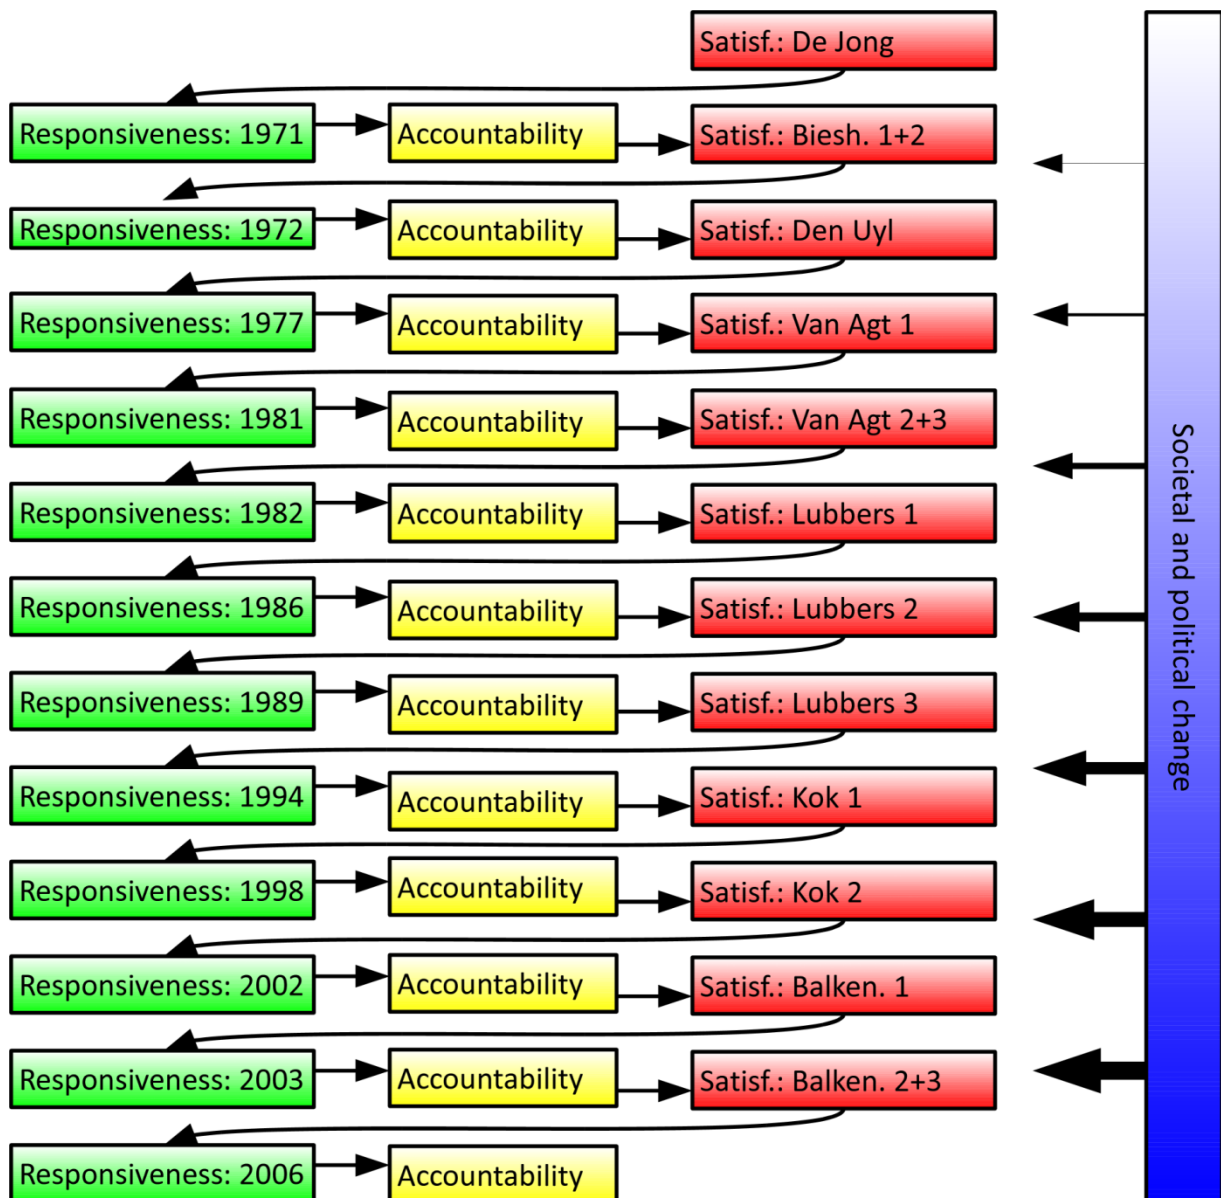 Satisf.: De Jong
Responsiveness: 1971
Accountability
Satisf.: Biesh. 1+2
Responsiveness: 1972
Accountability
Satisf.: Den Uyl
Responsiveness: 1977
Accountability
Satisf.: Van Agt 1
Responsiveness: 1981
Accountability
Satisf.: Van Agt 2+3
Responsiveness: 1982
Accountability
Satisf.: Lubbers 1
Responsiveness: 1986
Accountability
Satisf.: Lubbers 2
Responsiveness: 1989
Accountability
Satisf.: Lubbers 3
Responsiveness: 1994
Accountability
Satisf.: Kok 1
Responsiveness: 1998
Accountability
Satisf.: Kok 2
Responsiveness: 2002
Accountability
Satisf.: Balken. 1
Responsiveness: 2003
Accountability
Satisf.: Balken. 2+3
Responsiveness: 2006
Accountability
Societal and political change